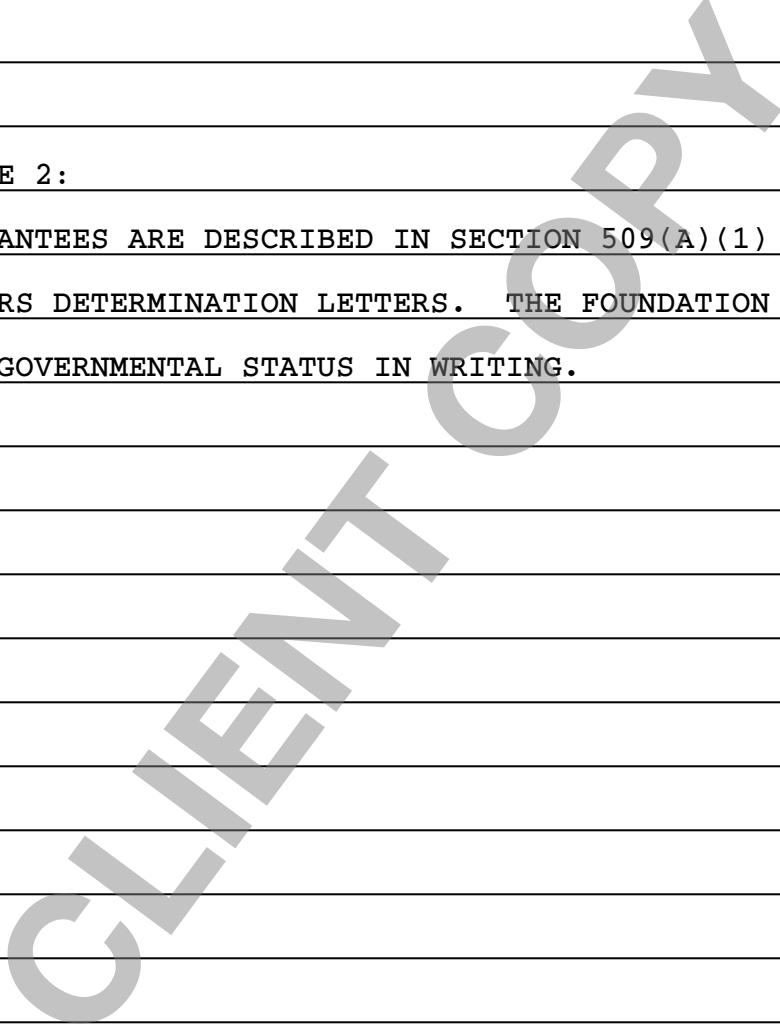 E 2:
ANTEES ARE DESCRIBED IN SECTION 509(A)(1)
RS DETERMINATION LETTERS. THE FOUNDATION
GOVERNMENTAL STATUS IN WRITING.
CLIENT COPY